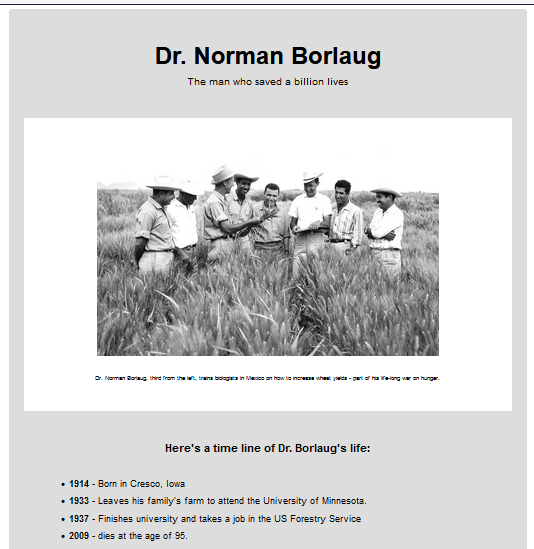 Dr. Norman Borlaug
The man who saved a billion lives
Dr. Norman Borlaug, third from the left, trains biologists in Mexico on how to increase wheat yields - part of his life-long war on hunger.
Here's a time line of Dr. Borlaug's life:
• 1914 - Born in Cresco, Iowa
• 1933 - Leaves his family's farm to attend the University of Minnesota.
• 1937 - Finishes university and takes a job in the US Forestry Service
• 2009 - dies at the age of 95.